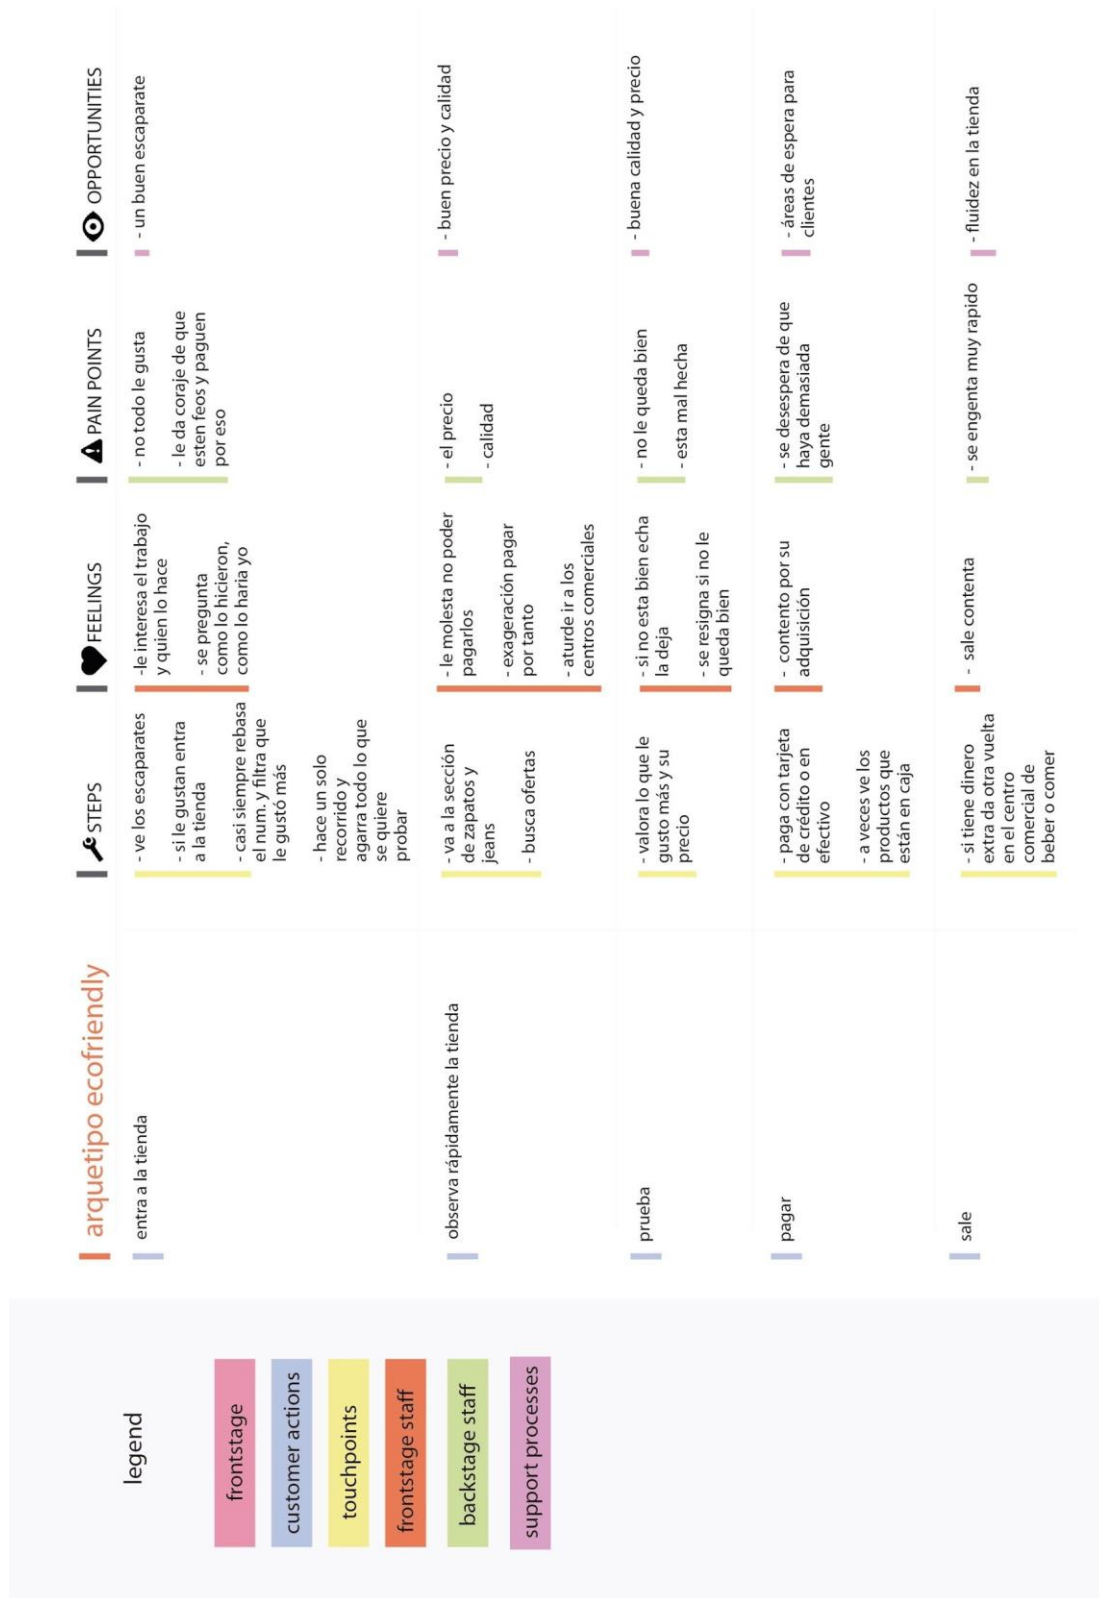 legend
frontstage
customer actions
touchpoints
frontstage staff
backstage staff
support processes
arquetipo ecofriendly
STEPS
FEELINGS
PAIN POINTS
OPPORTUNITIES
entra a la tienda
- ve los escaparates
- si le gustan entra
a la tienda
- casi siempre rebasa
el num. y filtra que
le gustó más
- hace un solo
recorrido y
agarra todo lo que
se quiere
probar
-le interesa el trabajo
y quien lo hace
- se pregunta
como lo hicieron,
como lo haria yo
- no todo le gusta
- le da coraje de que
esten feos y paguen
por eso
- un buen escaparate
observa rápidamente la tienda
- va a la sección
de zapatos y
jeans
- busca ofertas
- le molesta no poder
pagarlos
- exageración pagar
por tanto
- aturde ir a los
centros comerciales
- el precio
- calidad
- buen precio y calidad
prueba
- valora lo que le
gusto más y su
precio
- si no esta bien echa
la deja
- se resigna si no le
queda bien
- no le queda bien
- esta mal hecha
- buena calidad y precio
pagar
- paga con tarjeta
de crédito o en
efectivo
- a veces ve los
productos que
están en caja
- contento por su
adquisición
- se desespera de que
haya demasiada
gente
- áreas de espera para
clientes
sale
- si tiene dinero
extra da otra vuelta
en el centro
comercial de
beber o comer
- sale contenta
- se engenta muy rapido
- fluidez en la tienda